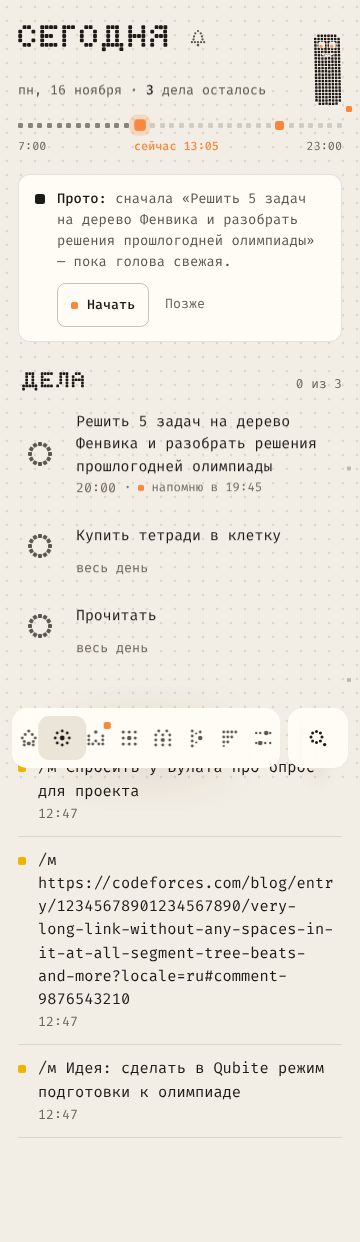 СЕГОДНЯ
пн, 16 ноября · 3 дела осталось
7:00 сейчас 13:05 23:00
Прото: сначала «Решить 5 задач
на дерево Фенвика и разобрать
решения прошлогодней олимпиады»
— пока голова свежая.
Начать Позже
ДЕЛА 0 из 3
Решить 5 задач на дерево
Фенвика и разобрать решения
прошлогодней олимпиады
20:00 · напомню в 19:45
Купить тетради в клетку
весь день
Прочитать
весь день
/м Спросить у Булата про опрос
для проекта
12:47
/м
https://codeforces.com/blog/entr
y/12345678901234567890/very-
long-link-without-any-spaces-in-
it-at-all-segment-tree-beats-
and-more?locale=ru#comment-
9876543210
12:47
/м Идея: сделать в Qubite режим
подготовки к олимпиаде
12:47